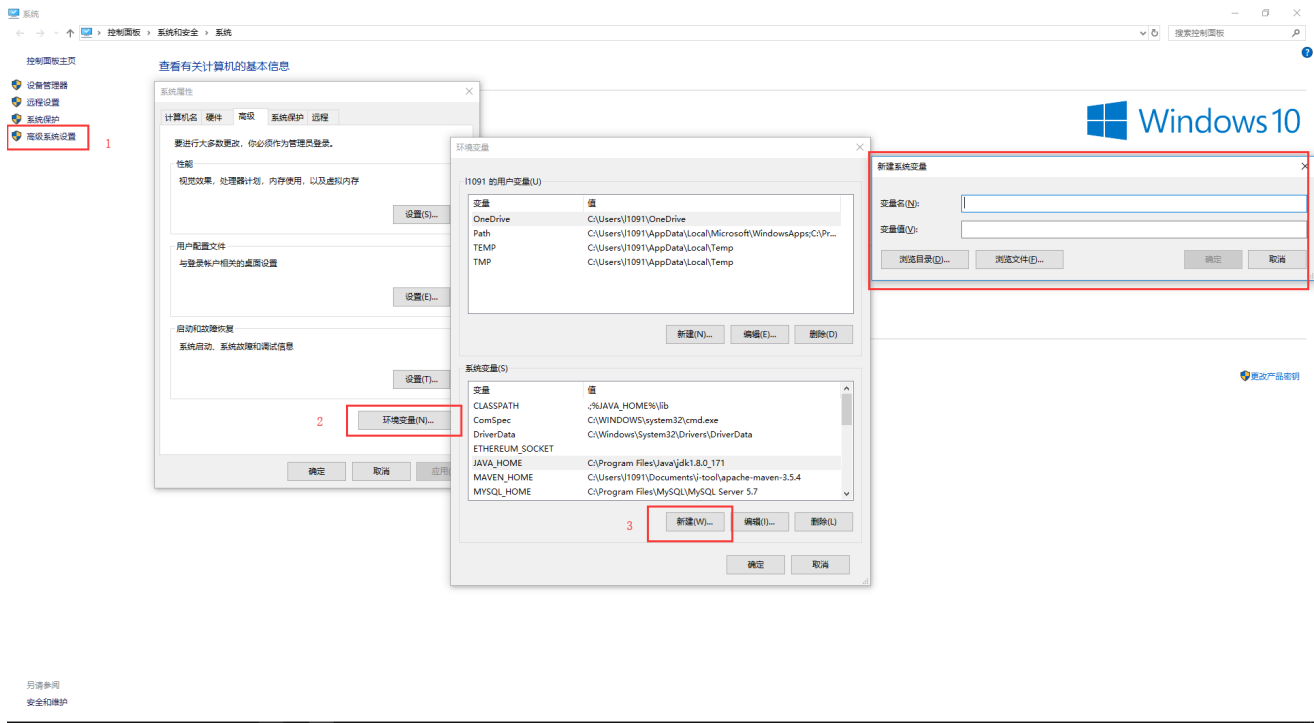 系统
控制面板 › 系统和安全 › 系统
搜索控制面板
控制面板主页
设备管理器
远程设置
系统保护
高级系统设置
1
查看有关计算机的基本信息
Windows 10
系统属性
计算机名 硬件 高级 系统保护 远程
要进行大多数更改，你必须作为管理员登录。
性能
视觉效果，处理器计划，内存使用，以及虚拟内存
设置(S)...
用户配置文件
与登录帐户相关的桌面设置
设置(E)...
启动和故障恢复
系统启动、系统故障和调试信息
设置(T)...
2
环境变量(N)...
确定 取消
环境变量
l1091 的用户变量(U)
变量 值
OneDrive C:\Users\l1091\OneDrive
Path C:\Users\l1091\AppData\Local\Microsoft\WindowsApps;C:\Pr...
TEMP C:\Users\l1091\AppData\Local\Temp
TMP C:\Users\l1091\AppData\Local\Temp
新建(N)... 编辑(E)... 删除(D)
系统变量(S)
变量 值
CLASSPATH .;%JAVA_HOME%\lib
ComSpec C:\WINDOWS\system32\cmd.exe
DriverData C:\Windows\System32\Drivers\DriverData
ETHEREUM_SOCKET
JAVA_HOME C:\Program Files\Java\jdk1.8.0_171
MAVEN_HOME C:\Users\l1091\Documents\i-tool\apache-maven-3.5.4
MYSQL_HOME C:\Program Files\MySQL\MySQL Server 5.7
3
新建(W)... 编辑(I)... 删除(L)
确定 取消
新建系统变量
变量名(N):
变量值(V):
浏览目录(D)... 浏览文件(F)... 确定 取消
更改产品密钥
另请参阅
安全和维护